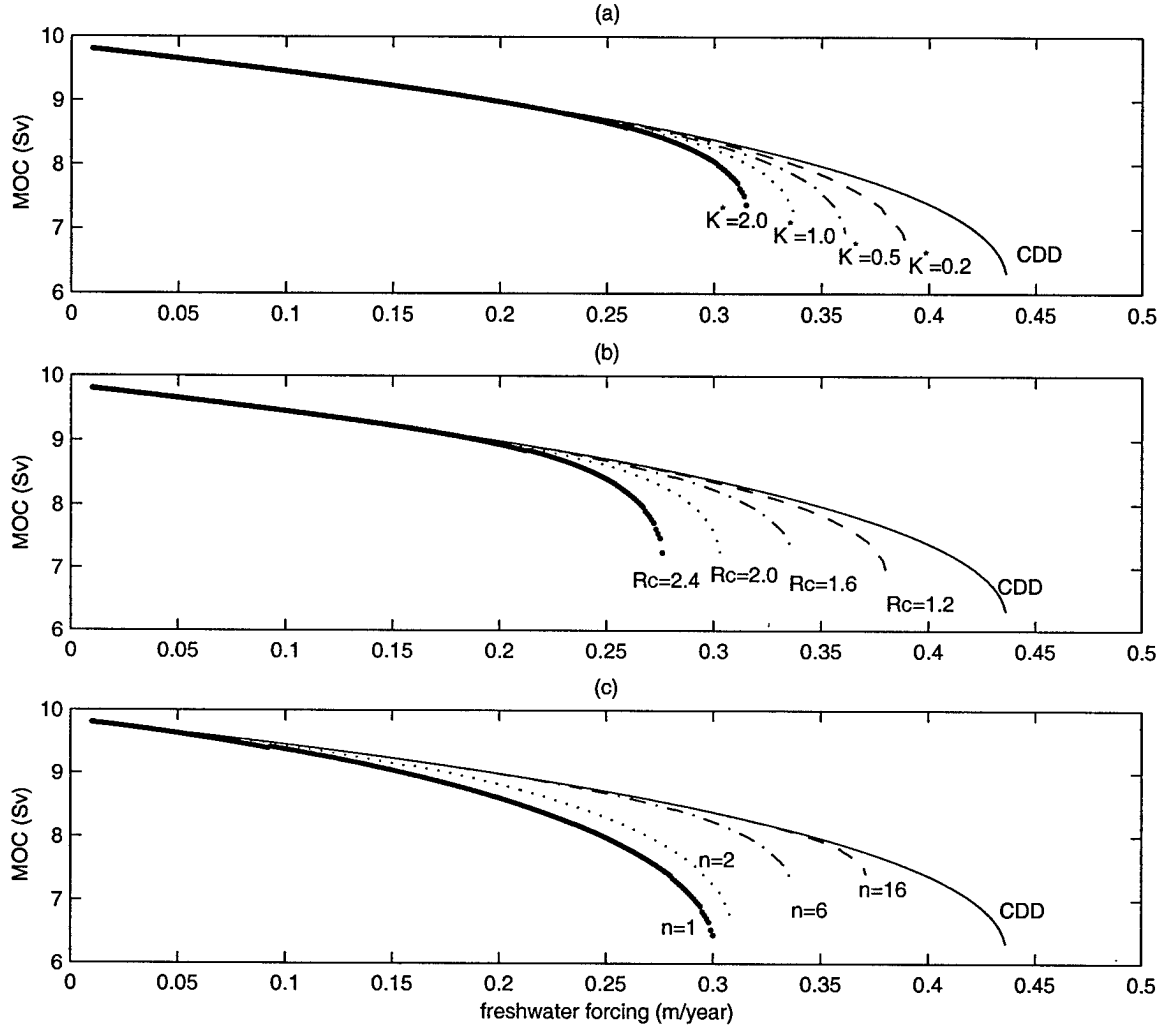 (a)
10
9
8
7
6
MOC (Sv)
K*=2.0
K*=1.0
K*=0.5
K*=0.2
CDD
0 0.05 0.1 0.15 0.2 0.25 0.3 0.35 0.4 0.45 0.5
(b)
10
9
8
7
6
MOC (Sv)
Rc=2.4
Rc=2.0
Rc=1.6
Rc=1.2
CDD
0 0.05 0.1 0.15 0.2 0.25 0.3 0.35 0.4 0.45 0.5
(c)
10
9
8
7
6
MOC (Sv)
n=1
n=2
n=6
n=16
CDD
0 0.05 0.1 0.15 0.2 0.25 0.3 0.35 0.4 0.45 0.5
freshwater forcing (m/year)